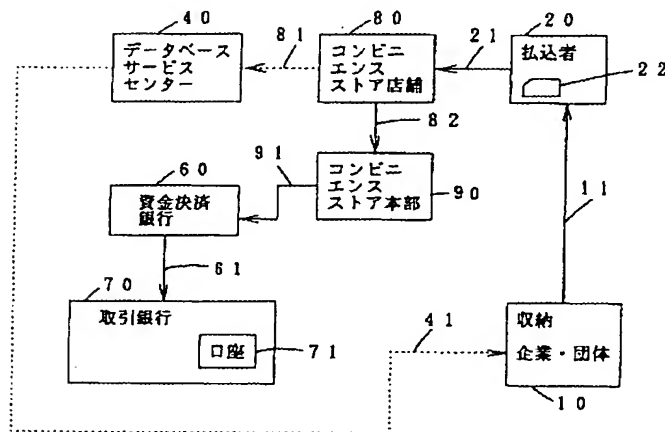 40
データベース
サービス
センター
81
80
コンビニ
エンス
ストア店舗
21
20
払込者
22
82
91
60
資金決済
銀行
コンビニ
エンス
ストア本部
90
11
61
70
取引銀行
口座
71
41
収納
企業・団体
10